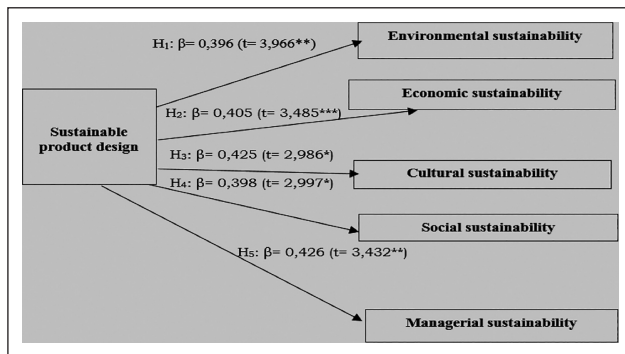 Environmental sustainability
H₁: β= 0,396 (t= 3,966**)
Economic sustainability
H₂: β= 0,405 (t= 3,485***)
Sustainable
product design
H₃: β= 0,425 (t= 2,986*)
Cultural sustainability
H₄: β= 0,398 (t= 2,997*)
Social sustainability
H₅: β= 0,426 (t= 3,432**)
Managerial sustainability